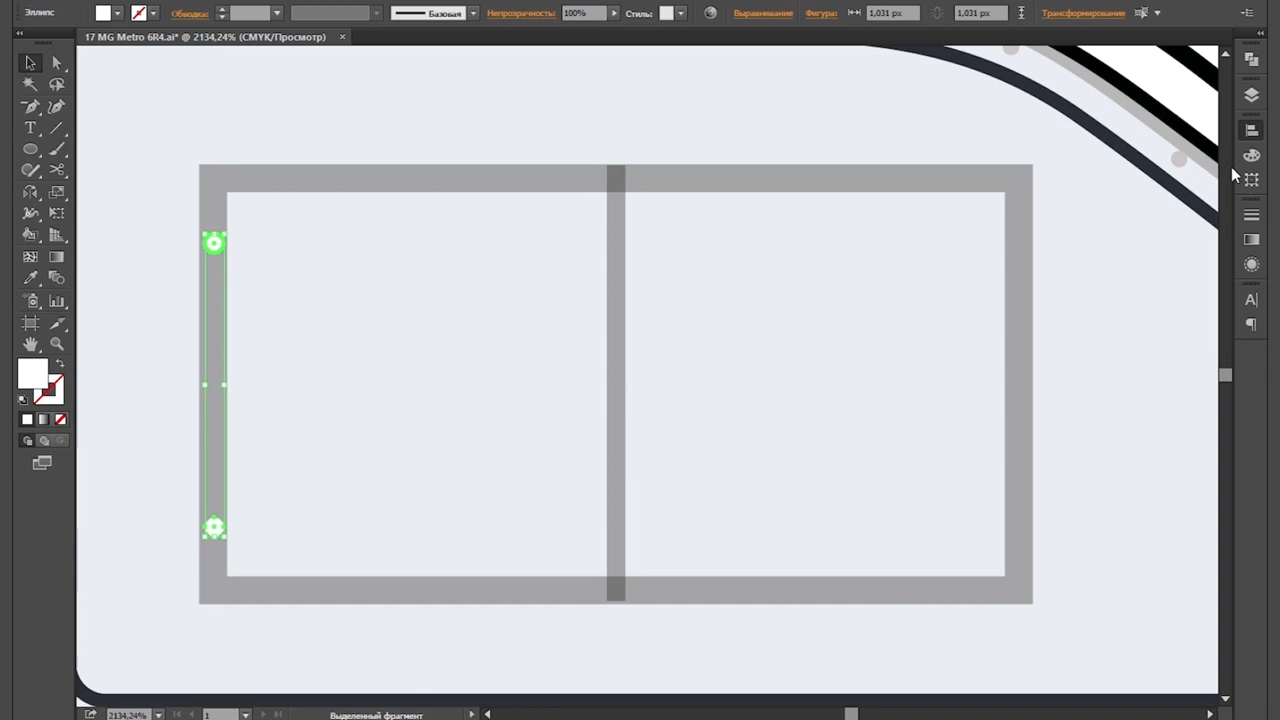 Эллипс Обводка: Базовая Непрозрачность: 100% Стиль: Выравнивание Фигура: 1,031 px 1,031 px Трансформирование
17 MG Metro 6R4.ai* @ 2134,24% (CMYK/Просмотр) ×
2134,24% 1 Выделенный фрагмент